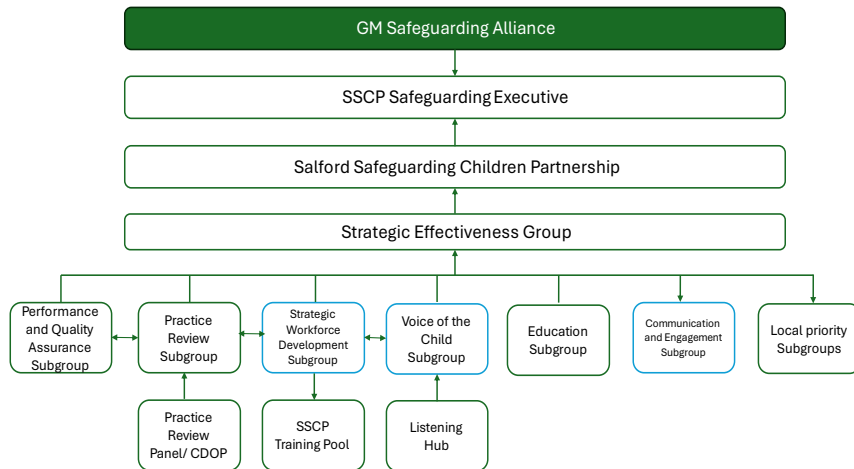 GM Safeguarding Alliance
SSCP Safeguarding Executive
Salford Safeguarding Children Partnership
Strategic Effectiveness Group
Performance
and Quality
Assurance
Subgroup
Practice
Review
Subgroup
Strategic
Workforce
Development
Subgroup
Voice of the
Child
Subgroup
Education
Subgroup
Communication
and Engagement
Subgroup
Local priority
Subgroups
Practice
Review
Panel/ CDOP
SSCP
Training Pool
Listening
Hub